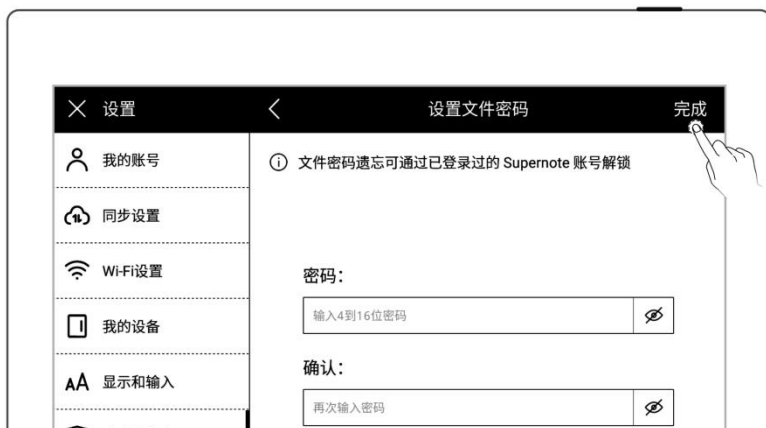 设置
设置文件密码
完成
我的账号
文件密码遗忘可通过已登录过的 Supernote 账号解锁
同步设置
Wi-Fi设置
密码：
输入4到16位密码
我的设备
确认：
显示和输入
再次输入密码